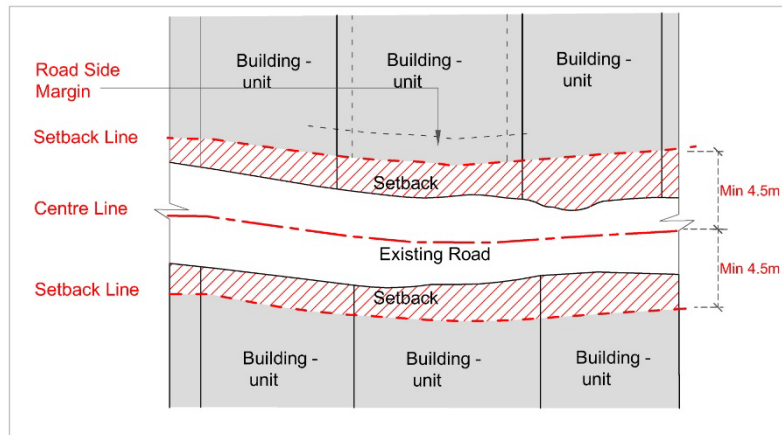 Building -
unit
Building -
unit
Building -
unit
Road Side
Margin
Setback Line
Setback
Min 4.5m
Centre Line
Existing Road
Min 4.5m
Setback Line
Setback
Building -
unit
Building -
unit
Building -
unit